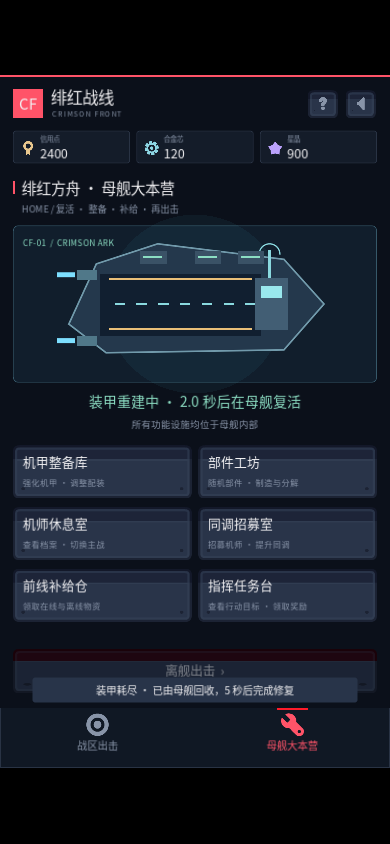 CF
绯红战线
CRIMSON FRONT
?
信用点
2400
合金芯
120
星晶
900
绯红方舟 · 母舰大本营
HOME / 复活 · 整备 · 补给 · 再出击
CF-01 / CRIMSON ARK
装甲重建中 · 2.0 秒后在母舰复活
所有功能设施均位于母舰内部
机甲整备库
强化机甲 · 调整配装
部件工坊
随机部件 · 制造与分解
机师休息室
查看档案 · 切换主战
同调招募室
招募机师 · 提升同调
前线补给仓
领取在线与离线物资
指挥任务台
查看行动目标 · 领取奖励
离舰出击 ›
装甲耗尽 · 已由母舰回收，5 秒后完成修复
战区出击
母舰大本营